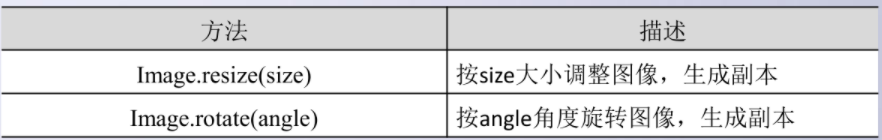 方法 描述
Image.resize(size) 按size大小调整图像，生成副本
Image.rotate(angle) 按angle角度旋转图像，生成副本